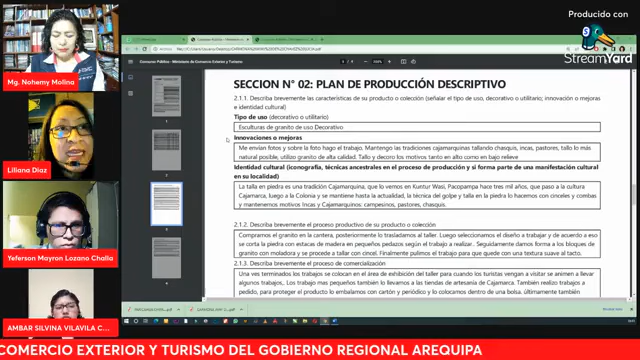 Producido con
StreamYard
Concurso Público - Ministerio de Comercio Exterior y Turismo
100%
SECCION N° 02: PLAN DE PRODUCCIÓN DESCRIPTIVO
2.1.1. Describa brevemente las características de su producto o colección (señalar el tipo de uso, decorativo o utilitario; innovación o mejoras
e identidad cultural)
Tipo de uso (decorativo o utilitario)
Esculturas de granito de uso Decorativo
Innovaciones o mejoras
Me envían fotos y sobre la foto hago el trabajo. Mantengo las tradiciones cajamarquinas tallando chasquis, incas, pastores, tallo lo más
natural posible, utilizo granito de alta calidad. Tallo y decoro los motivos tanto en alto como en bajo relieve
Identidad cultural (iconografía, técnicas ancestrales en el proceso de producción y si forma parte de una manifestación cultural
en su localidad)
La talla en piedra es una tradición Cajamarquina, que lo vemos en Kuntur Wasi, Pacopampa hace tres mil años, que paso a la cultura
Cajamarca, luego a la Colonia y se mantiene hasta la actualidad, la técnica del golpe y talla en la piedra lo hacemos con cinceles y combas
y mantenemos motivos Incas y Cajamarquinos: campesinos, pastores, chasquis.
2.1.2. Describa brevemente el proceso productivo de su producto o colección
Compramos el granito en la cantera, posteriormente lo trasladamos al taller. Luego seleccionamos el diseño a trabajar y de acuerdo a eso
se corta la piedra con estacas de madera en pequeños pedazos según el trabajo a realizar. Seguidamente damos forma a los bloques de
granito con moladora y se procede a tallar con cincel. Finalmente pulimos el trabajo para que quede con una textura suave al tacto.
2.1.3. Describa brevemente el proceso de comercialización
Una ves terminados los trabajos se colocan en el área de exhibición del taller para cuando los turistas vengan a visitar se animen a llevar
algunos trabajos, Los trabajo mas pequeños también lo llevamos a las tiendas de artesanía de Cajamarca. También realizo trabajos a
pedido, para proteger el producto lo embalamos con cartón y periódico y lo colocamos dentro de una bolsa, últimamente también
Mg. Nohemy Molina
Liliana Diaz
Yeferson Mayron Lozano Challa
AMBAR SILVINA VILAVILA C...
COMERCIO EXTERIOR Y TURISMO DEL GOBIERNO REGIONAL AREQUIPA